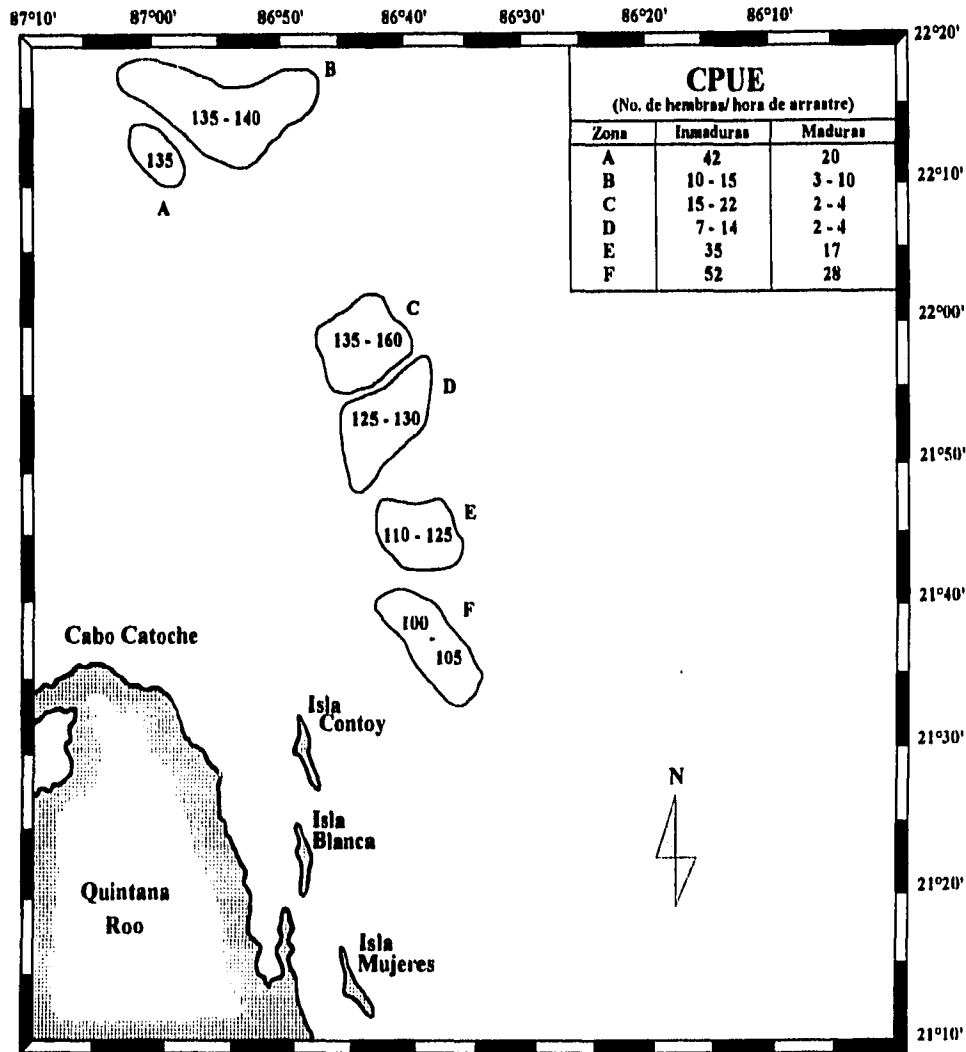 87°10' 87°00' 86°50' 86°40' 86°30' 86°20' 86°10'
22°20'
B
135 - 140
135
A
CPUE
(No. de hembras/ hora de arrastre)
Zona Inmaduras Maduras
A 42 20
B 10 - 15 3 - 10
C 15 - 22 2 - 4
D 7 - 14 2 - 4
E 35 17
F 52 28
22°10'
22°00'
C
135 - 160
D
125 - 130
21°50'
E
110 - 125
21°40'
F
100
105
Cabo Catoche
Isla
Contoy
21°30'
N
Isla
Blanca
21°20'
Quintana
Roo
Isla
Mujeres
21°10'